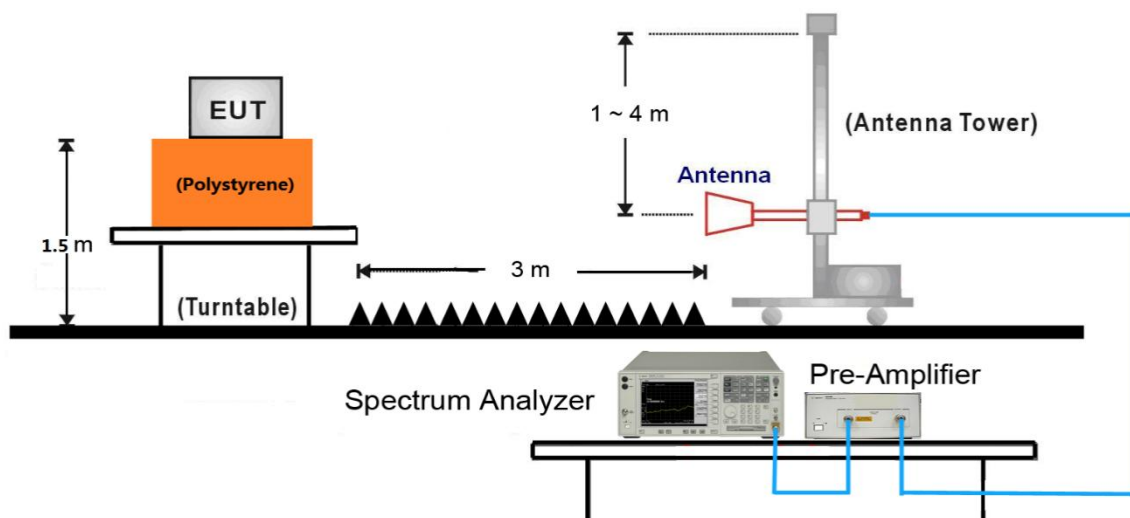 EUT
(Polystyrene)
1.5 m
(Turntable)
3 m
1 ~ 4 m
Antenna
(Antenna Tower)
Spectrum Analyzer
Pre-Amplifier